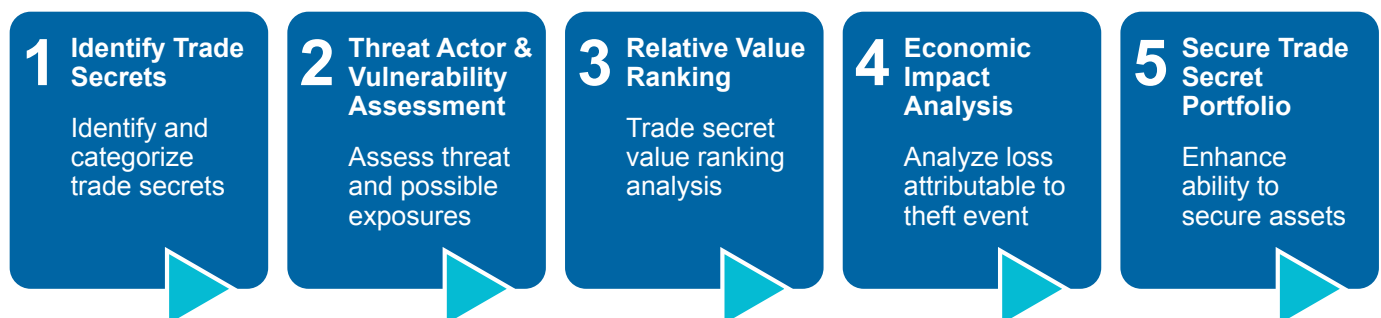 1
Identify Trade
Secrets
Identify and
categorize
trade secrets
2
Threat Actor &
Vulnerability
Assessment
Assess threat
and possible
exposures
3
Relative Value
Ranking
Trade secret
value ranking
analysis
4
Economic
Impact
Analysis
Analyze loss
attributable to
theft event
5
Secure Trade
Secret
Portfolio
Enhance
ability to
secure assets